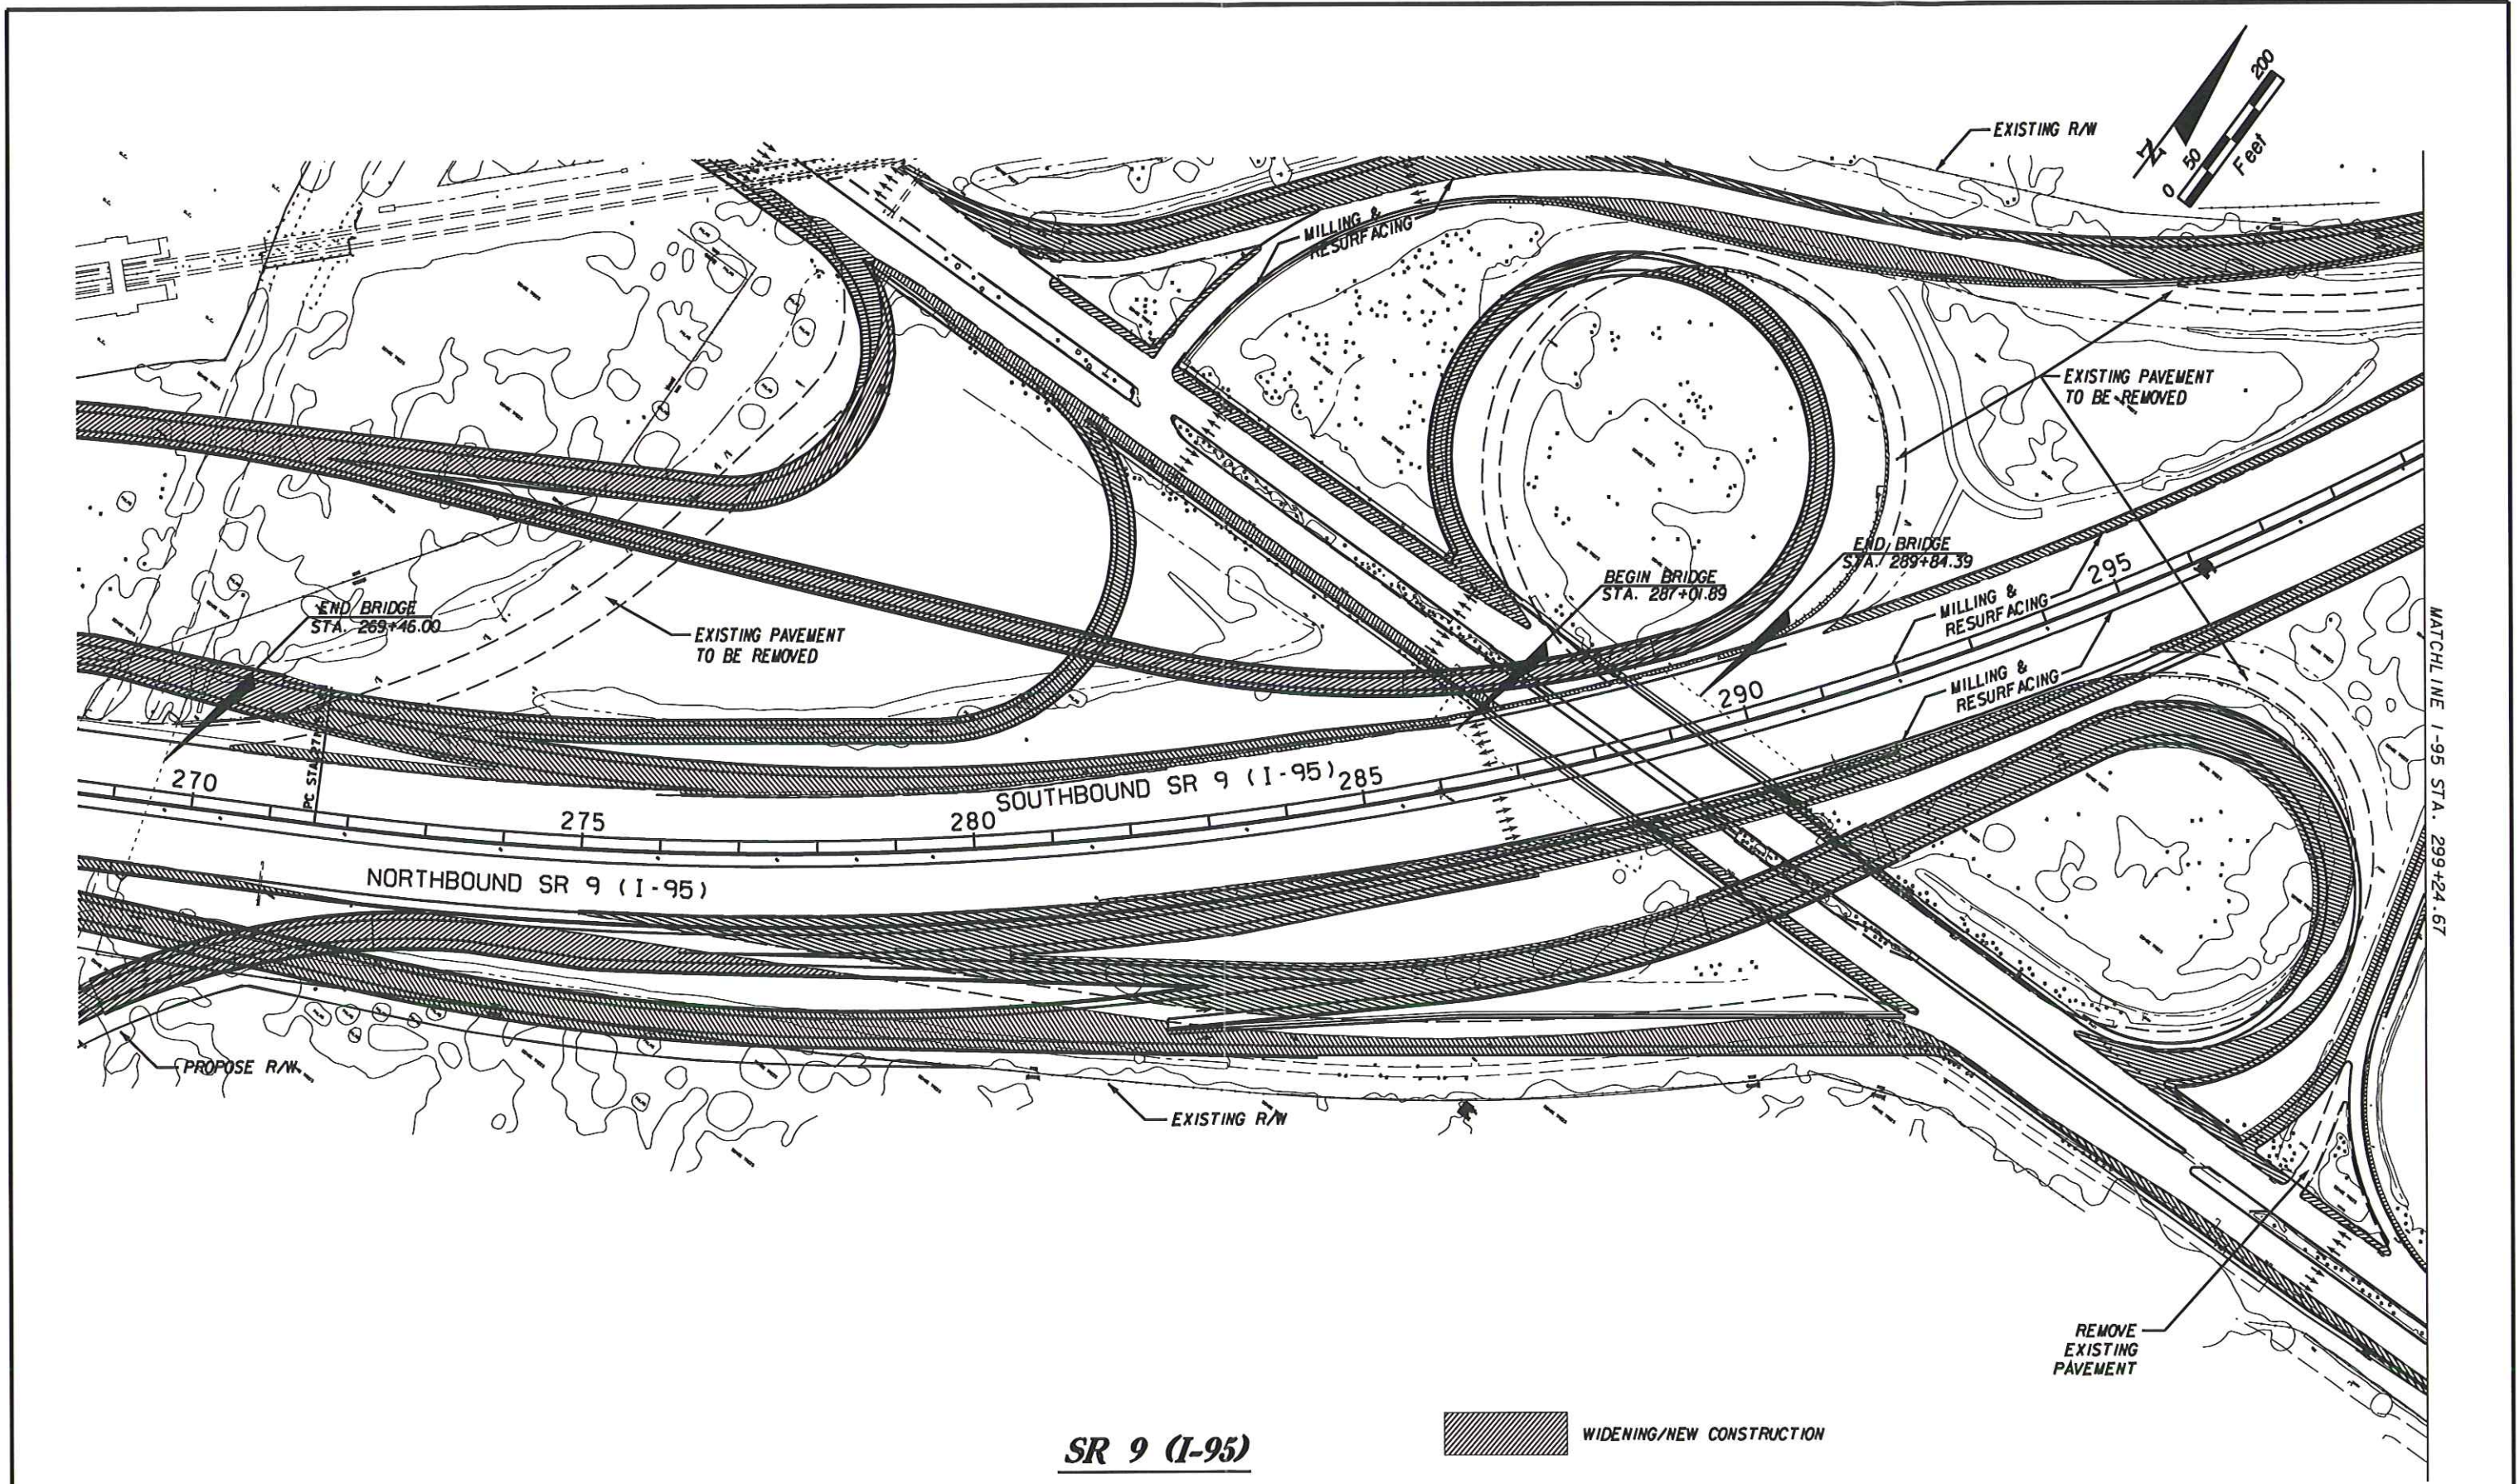 EXISTING R/W
200
50
0
Feet
N
MILLING &
RESURFACING
EXISTING PAVEMENT
TO BE REMOVED
END BRIDGE
STA. 289+84.39
BEGIN BRIDGE
STA. 287+01.89
295
MILLING &
RESURFACING
END BRIDGE
STA. 269+46.00
EXISTING PAVEMENT
TO BE REMOVED
MILLING &
RESURFACING
290
MATCHLINE I-95 STA. 299+24.67
270
PC STA.
SOUTHBOUND SR 9 (I-95)
285
275
280
NORTHBOUND SR 9 (I-95)
PROPOSE R/W
EXISTING R/W
REMOVE
EXISTING
PAVEMENT
SR 9 (I-95)
WIDENING/NEW CONSTRUCTION